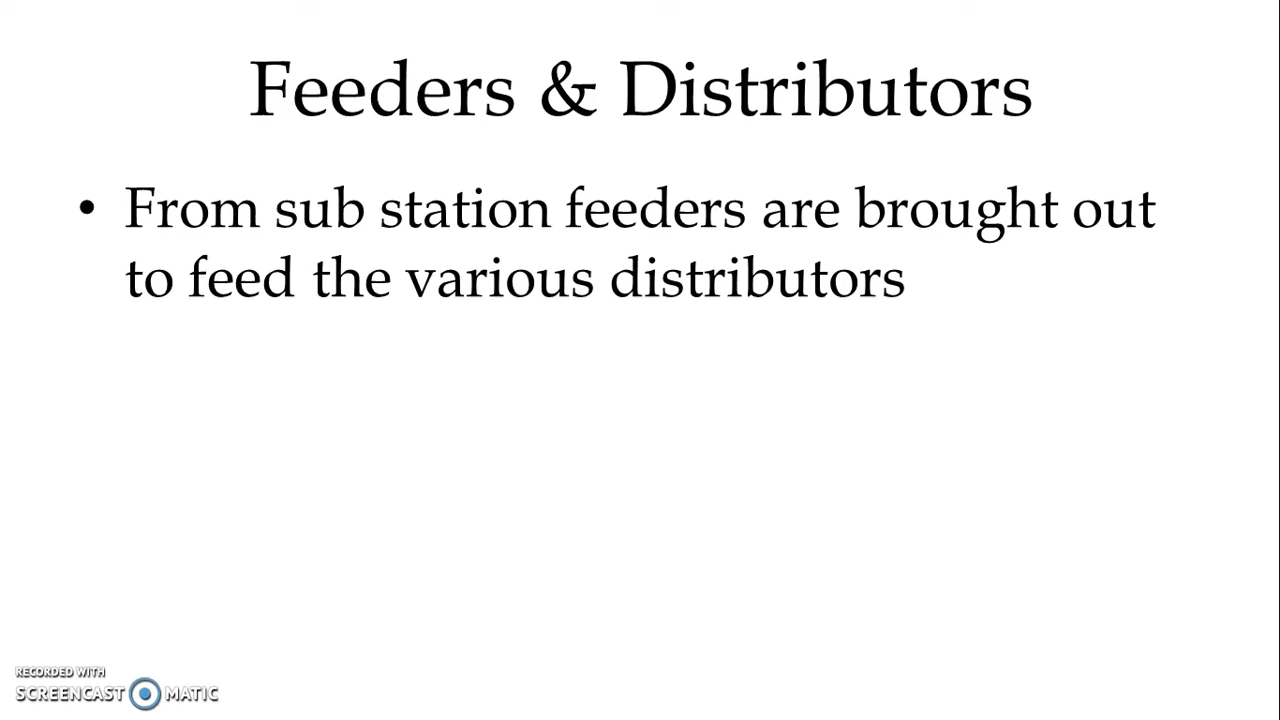 Feeders & Distributors
• From sub station feeders are brought out
to feed the various distributors
RECORDED WITH
SCREENCAST MATIC